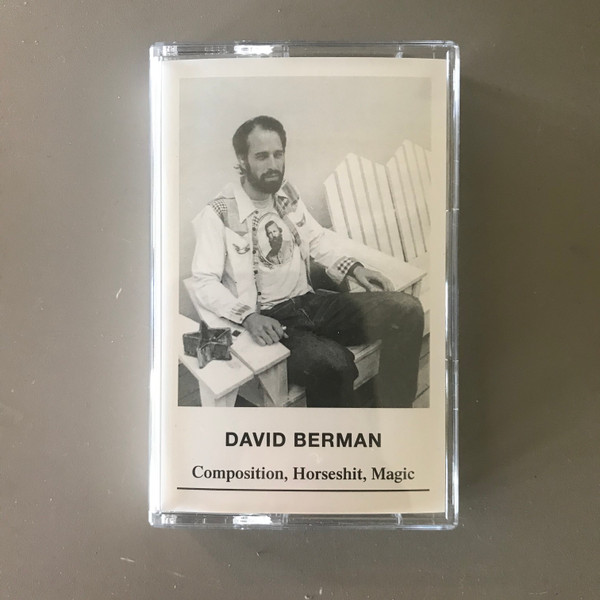 DAVID BERMAN
Composition, Horseshit, Magic